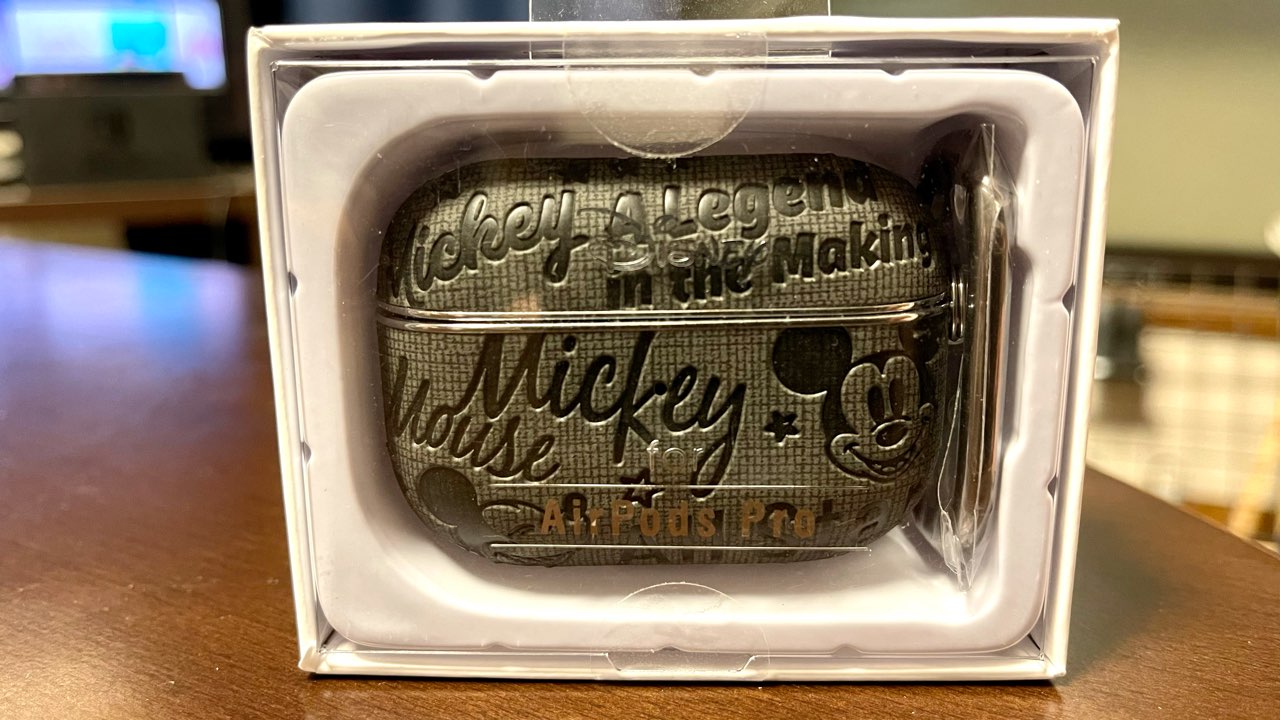 Mickey A Legend
in the Making
Mickey
Mouse
for
AirPods Pro